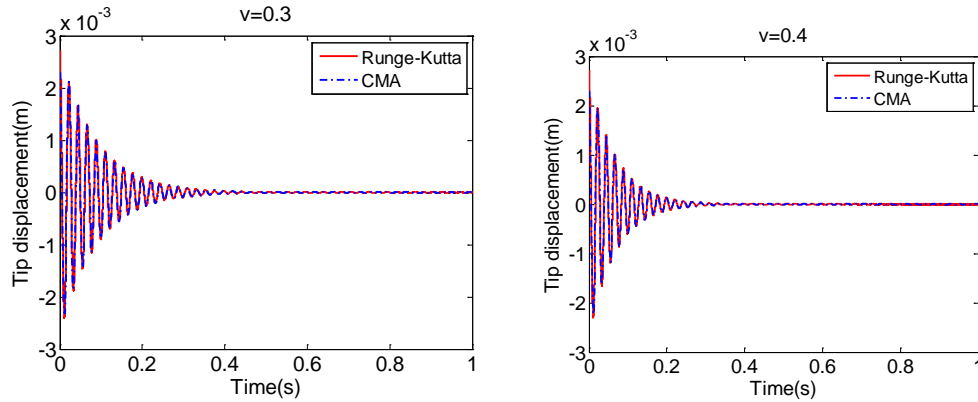 v=0.3
x 10⁻³
3
2
1
0
-1
-2
-3
Tip displacement(m)
0
0.2
0.4
0.6
0.8
1
Time(s)
Runge-Kutta
CMA
v=0.4
x 10⁻³
3
2
1
0
-1
-2
-3
Tip displacement(m)
0
0.2
0.4
0.6
0.8
1
Time(s)
Runge-Kutta
CMA